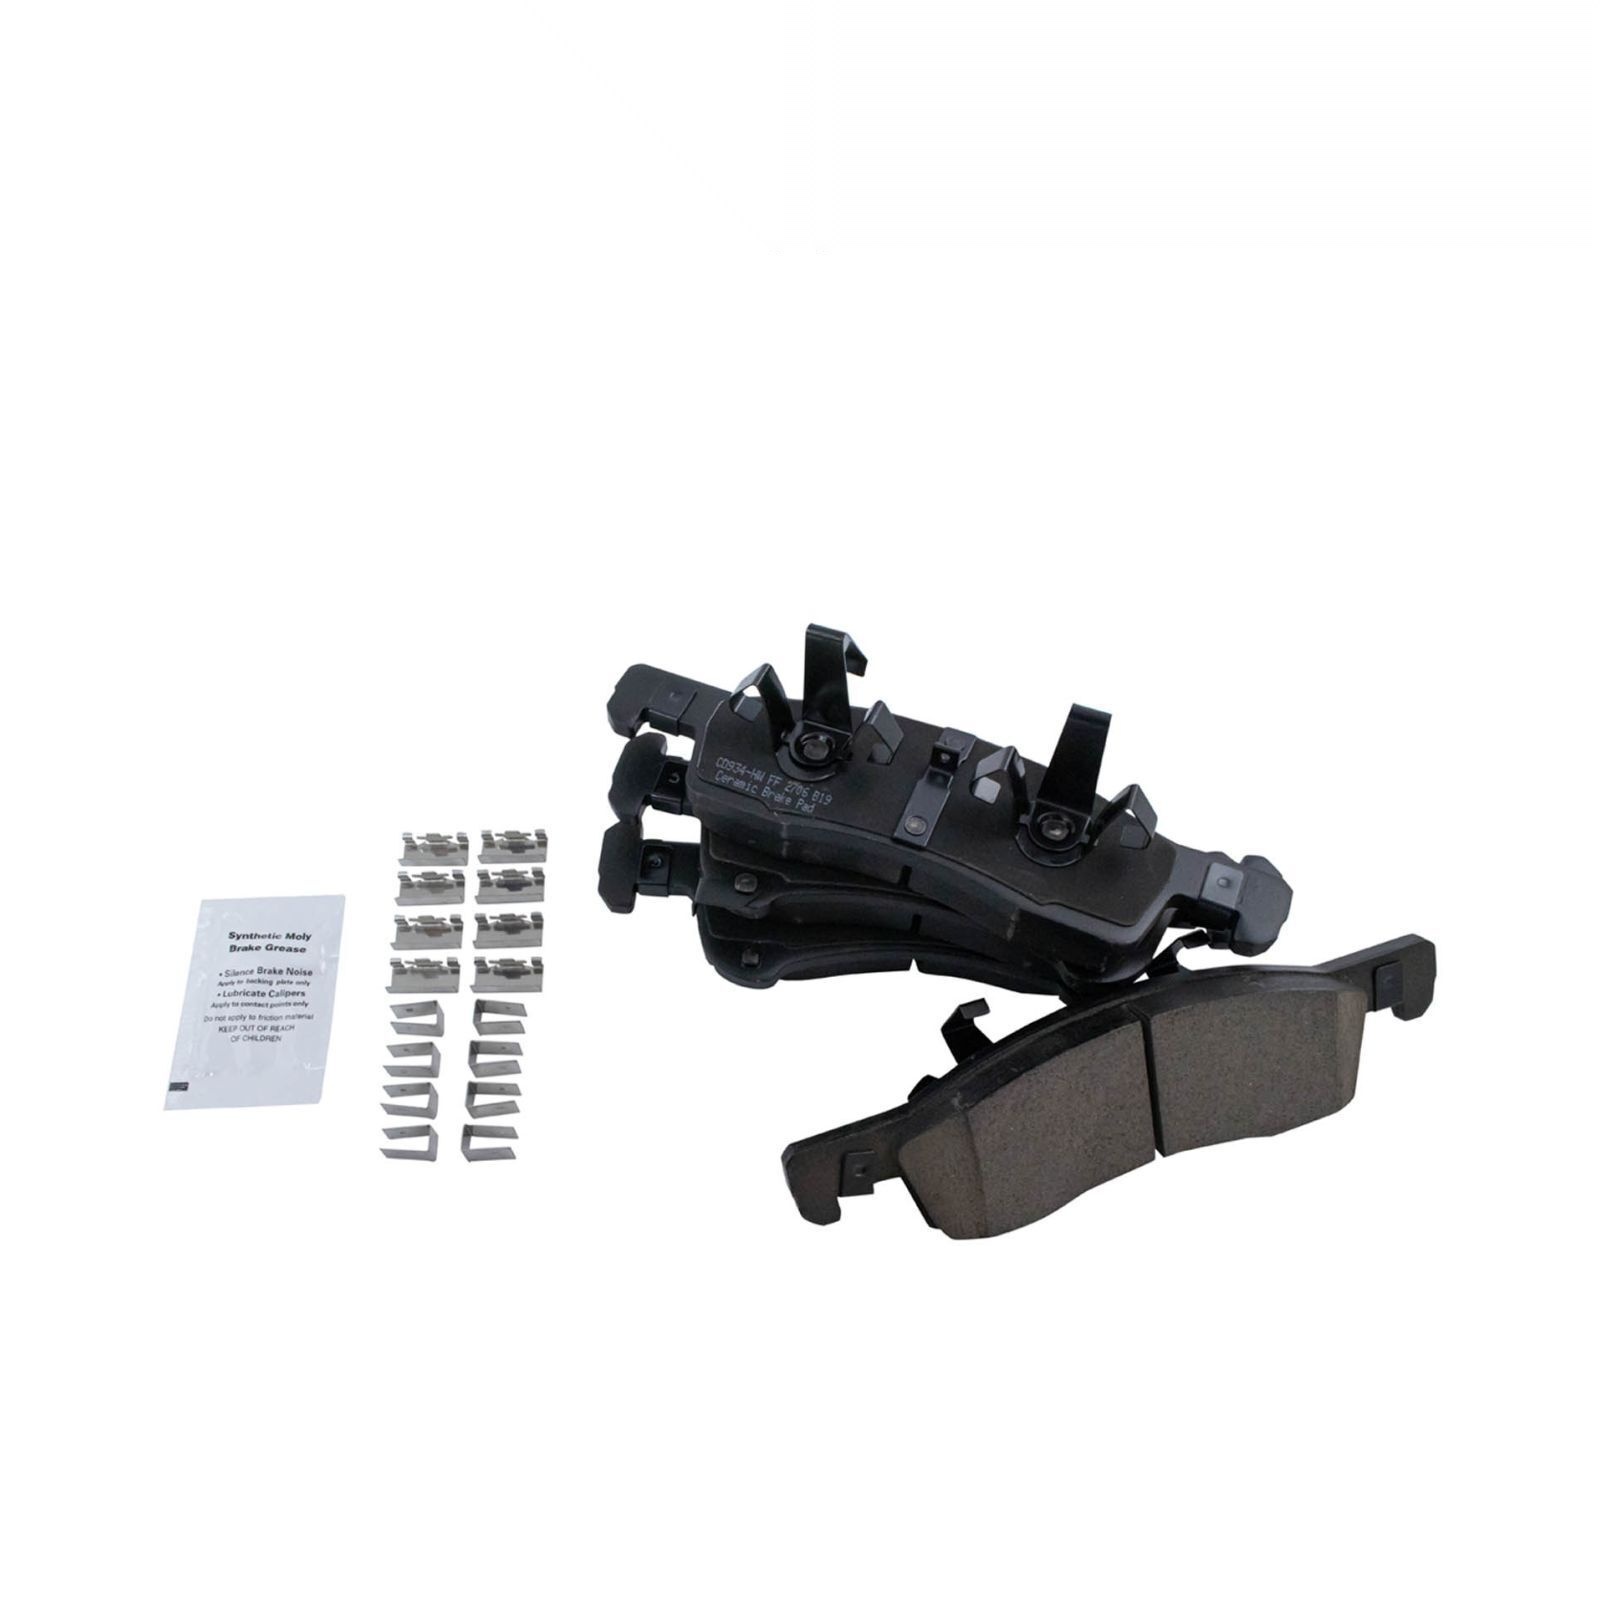 CD934-HW FF 2706 B19
Ceramic Brake Pad
Synthetic Moly
Brake Grease
• Silence Brake Noise
Apply to backing plate only
• Lubricate Calipers
Apply to contact points only
Do not apply to friction material
KEEP OUT OF REACH
OF CHILDREN